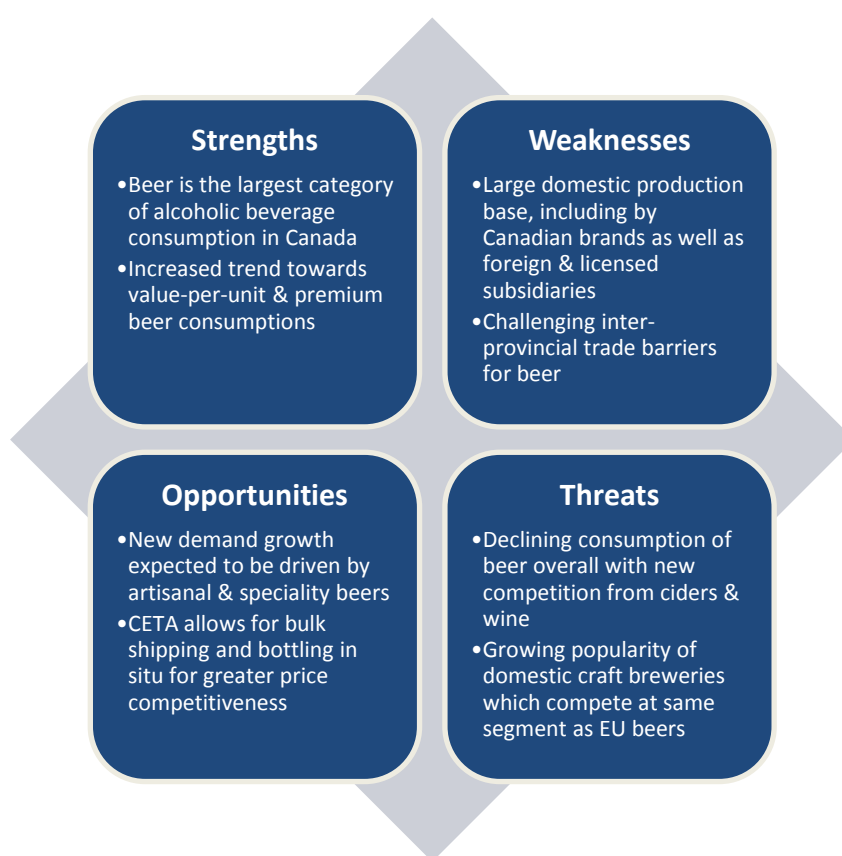 Strengths
•Beer is the largest category
of alcoholic beverage
consumption in Canada
•Increased trend towards
value-per-unit & premium
beer consumptions
Weaknesses
•Large domestic production
base, including by
Canadian brands as well as
foreign & licensed
subsidiaries
•Challenging inter-
provincial trade barriers
for beer
Opportunities
•New demand growth
expected to be driven by
artisanal & speciality beers
•CETA allows for bulk
shipping and bottling in
situ for greater price
competitiveness
Threats
•Declining consumption of
beer overall with new
competition from ciders &
wine
•Growing popularity of
domestic craft breweries
which compete at same
segment as EU beers